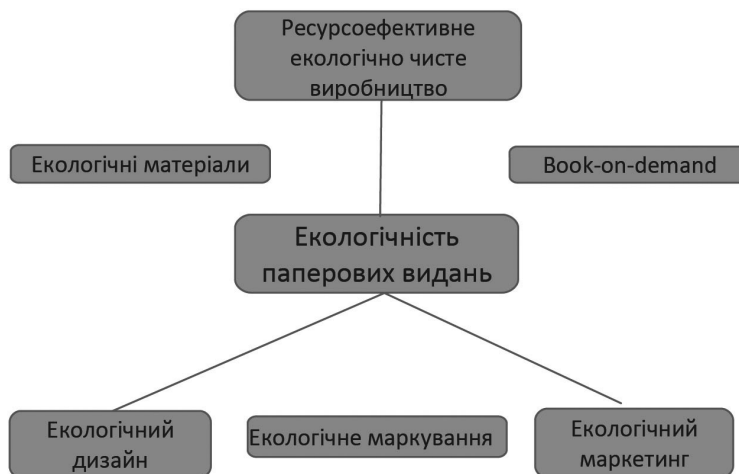 Ресурсоефективне
екологічно чисте
виробництво
Екологічні матеріали
Book-on-demand
Екологічність
паперових видань
Екологічний
дизайн
Екологічне маркування
Екологічний
маркетинг